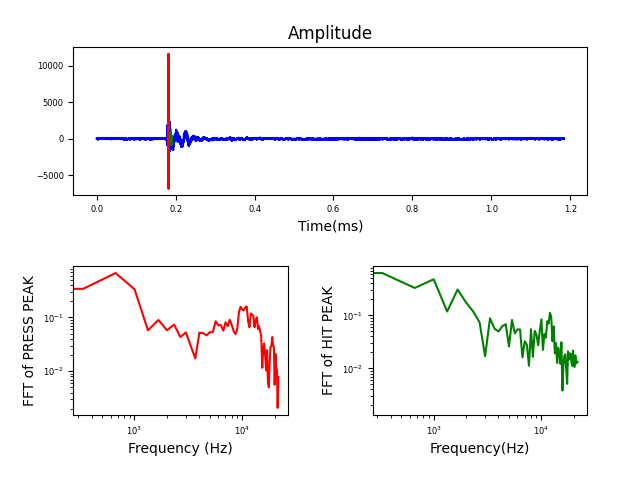 Amplitude
10000
5000
0
−5000
0.0 0.2 0.4 0.6 0.8 1.0 1.2
Time(ms)
FFT of PRESS PEAK
10⁻¹
10⁻²
10³ 10⁴
Frequency (Hz)
FFT of HIT PEAK
10⁻¹
10⁻²
10³ 10⁴
Frequency(Hz)